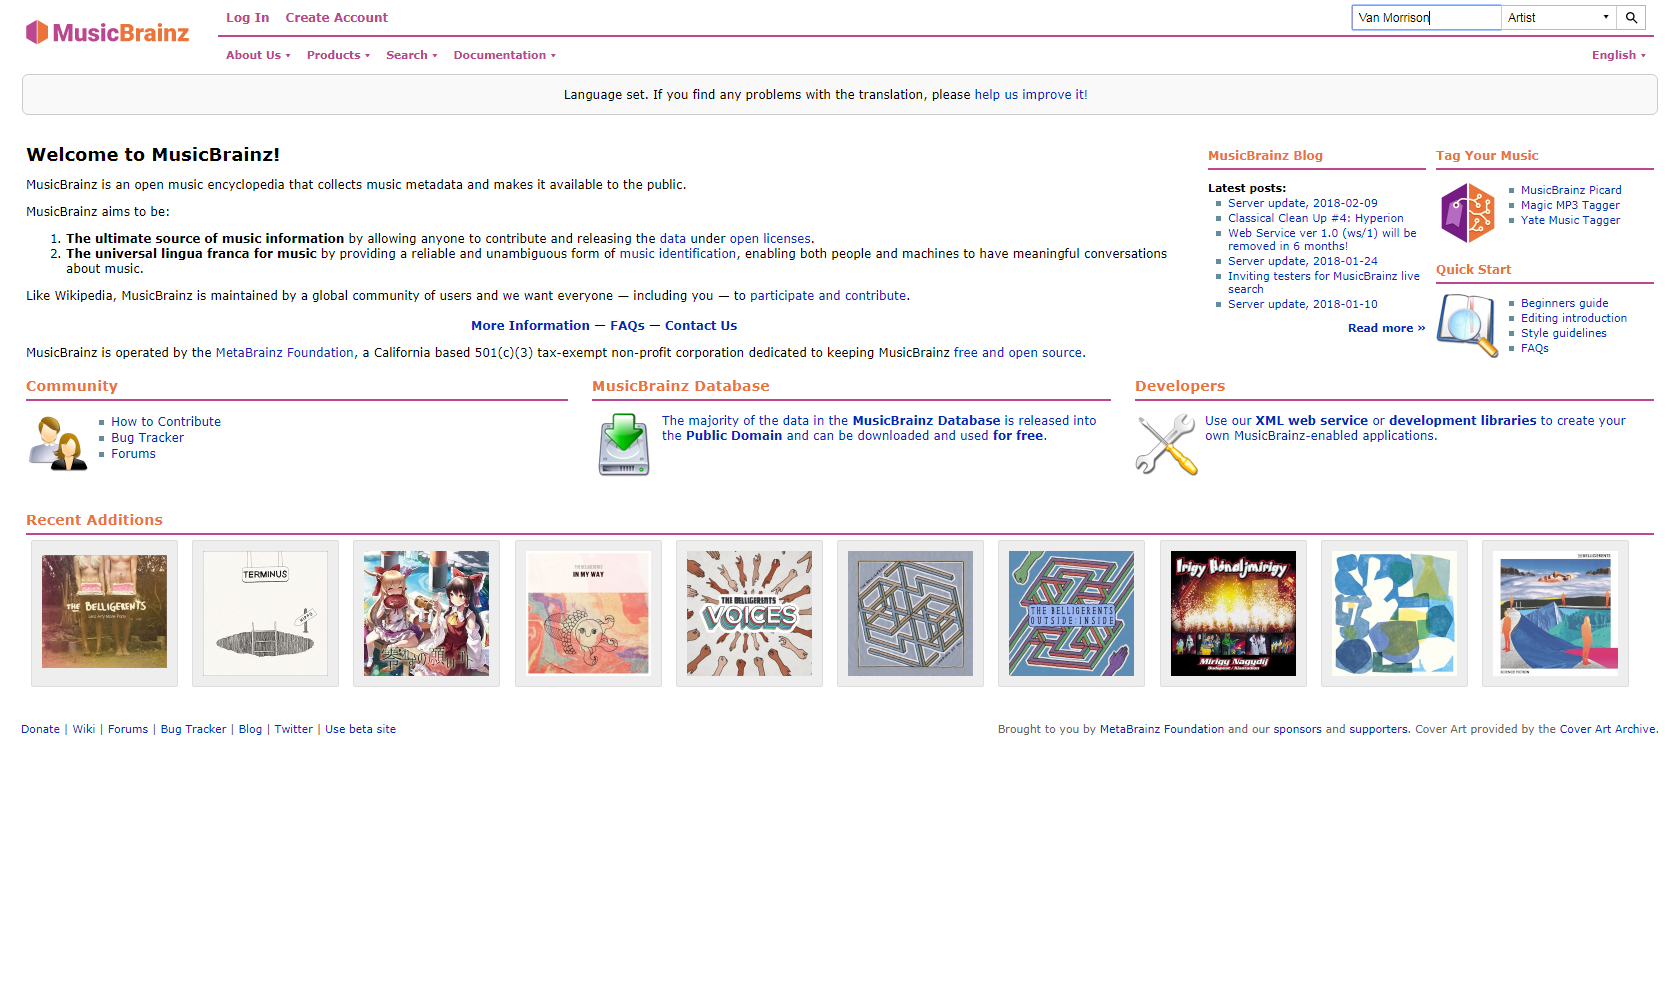 MusicBrainz
Log In Create Account
Van Morrison Artist
About Us Products Search Documentation English
Language set. If you find any problems with the translation, please help us improve it!
Welcome to MusicBrainz!
MusicBrainz is an open music encyclopedia that collects music metadata and makes it available to the public.
MusicBrainz aims to be:
1. The ultimate source of music information by allowing anyone to contribute and releasing the data under open licenses.
2. The universal lingua franca for music by providing a reliable and unambiguous form of music identification, enabling both people and machines to have meaningful conversations
about music.
Like Wikipedia, MusicBrainz is maintained by a global community of users and we want everyone — including you — to participate and contribute.
More Information — FAQs — Contact Us
MusicBrainz is operated by the MetaBrainz Foundation, a California based 501(c)(3) tax-exempt non-profit corporation dedicated to keeping MusicBrainz free and open source.
MusicBrainz Blog
Latest posts:
Server update, 2018-02-09
Classical Clean Up #4: Hyperion
Web Service ver 1.0 (ws/1) will be
removed in 6 months!
Server update, 2018-01-24
Inviting testers for MusicBrainz live
search
Server update, 2018-01-10
Read more »
Tag Your Music
MusicBrainz Picard
Magic MP3 Tagger
Yate Music Tagger
Quick Start
Beginners guide
Editing introduction
Style guidelines
FAQs
Community
How to Contribute
Bug Tracker
Forums
MusicBrainz Database
The majority of the data in the MusicBrainz Database is released into
the Public Domain and can be downloaded and used for free.
Developers
Use our XML web service or development libraries to create your
own MusicBrainz-enabled applications.
Recent Additions
THE BELLIGERENTS
TERMINUS
THE BELLIGERENTS
IN MY WAY
THE BELLIGERENTS
VOICES
THE BELLIGERENTS
OUTSIDE:INSIDE
Irigy Hónaljmirigy
Mirigy Nagydíj
THE BELLIGERENTS
SCIENCE FICTION
Donate | Wiki | Forums | Bug Tracker | Blog | Twitter | Use beta site
Brought to you by MetaBrainz Foundation and our sponsors and supporters. Cover Art provided by the Cover Art Archive.